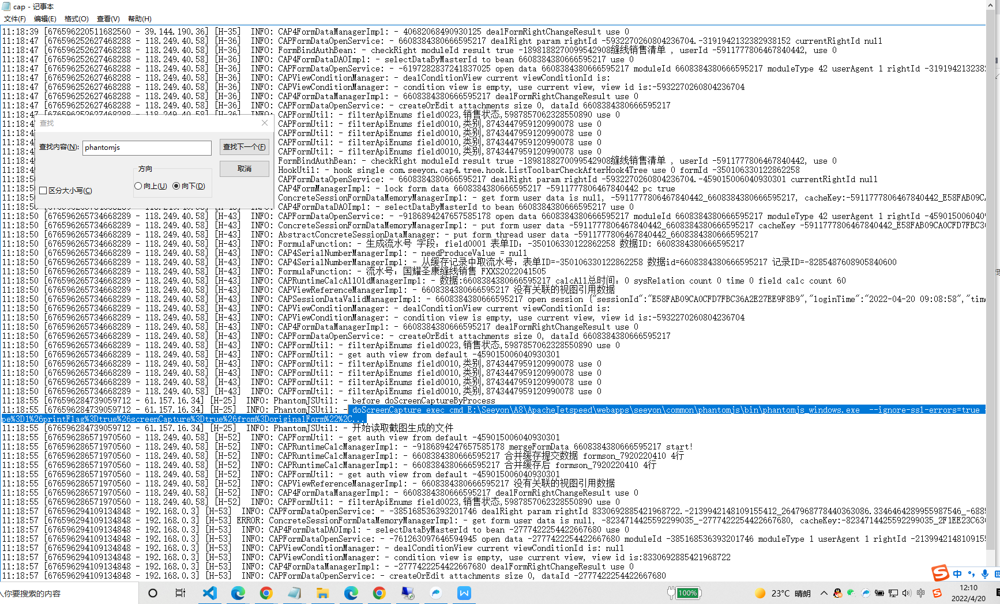 cap - 记事本
文件(F) 编辑(E) 格式(O) 查看(V) 帮助(H)
11:18:39 [676596220511682560 - 39.144.190.36] [H-35] INFO: CAP4FormDataManagerImpl: - 40682068490930125 dealFormRightChangeResult use 0
11:18:47 [676596252627468288 - 118.249.40.58] [H-36] INFO: CAPFormDataOpenService: - 6608384380666595217 dealRight param rightId -5932270260804236704.-3191942132382938152 currentRightId null
11:18:47 [676596252627468288 - 118.249.40.58] [H-36] INFO: FormBindAuthBean: - checkRight moduleId result true -1898188270099542908缝线销售清单 , userId -5911777806467840442, use 0
11:18:47 [676596252627468288 - 118.249.40.58] [H-36] INFO: CAP4FormDataDAOImpl: - selectDataByMasterId to bean 6608384380666595217 use 0
11:18:47 [676596252627468288 - 118.249.40.58] [H-36] INFO: CAPFormDataOpenService: - -6197282837241837025 open data 6608384380666595217 moduleId 6608384380666595217 moduleType 42 userAgent 1 rightId -319194213238
11:18:47 [676596252627468288 - 118.249.40.58] [H-36] INFO: CAPViewConditionManager: - dealConditionView current viewConditionId is:
11:18:47 [676596252627468288 - 118.249.40.58] [H-36] INFO: CAPViewConditionManager: - condition view is empty, use current view, view id is:-5932270260804236704
11:18:47 [676596252627468288 - 118.249.40.58] [H-36] INFO: CAP4FormDataManagerImpl: - 6608384380666595217 dealFormRightChangeResult use 0
11:18:47 [676596252627468288 - 118.249.40.58] [H-36] INFO: CAPFormDataOpenService: - createOrEdit attachments size 0, dataId 6608384380666595217
11:18:47 [676596252627468288 - 118.249.40.58] [H-36] INFO: CAPFormUtil: - filterApiEnums field0023,销售状态,5987857062328550890 use 0
11:18:4 CAPFormUtil: - filterApiEnums field0010,类别,8743447959120990078 use 0
11:18:4 CAPFormUtil: - filterApiEnums field0010,类别,8743447959120990078 use 0
11:18:4 CAPFormUtil: - filterApiEnums field0010,类别,8743447959120990078 use 0
11:18:4 CAPFormUtil: - filterApiEnums field0010,类别,8743447959120990078 use 0
11:18:4 FormBindAuthBean: - checkRight moduleId result true -1898188270099542908缝线销售清单 , userId -5911777806467840442, use 0
11:18:4 HookUtil: - hook single com.seeyon.cap4.tree.hook.ListToolbarCheckAfterHook4Tree use 0 formId -350106330122862258
11:18:5 CAPFormDataOpenService: - 6608384380666595217 dealRight param rightId -5932270260804236704.-459015006040930301 currentRightId null
11:18:5 CAP4FormManagerImpl: - lock form data 6608384380666595217 -5911777806467840442 pc true
11:18:5 ConcreteSessionFormDataMemoryManagerImpl: - get form user data is null, -5911777806467840442_6608384380666595217, cacheKey:-5911777806467840442_E58FAB09CA
11:18:50 [676596265734668289 - 118.249.40.58] [H-43] INFO: CAP4FormDataDAOImpl: - selectDataByMasterId to bean 6608384380666595217 use 0
11:18:50 [676596265734668289 - 118.249.40.58] [H-43] INFO: CAPFormDataOpenService: - -9186894247657585178 open data 6608384380666595217 moduleId 6608384380666595217 moduleType 42 userAgent 1 rightId -45901500604093
11:18:50 [676596265734668289 - 118.249.40.58] [H-43] INFO: ConcreteSessionFormDataMemoryManagerImpl: - put form user data -5911777806467840442_6608384380666595217 cacheKey -5911777806467840442_E58FAB09CA0CFD7FBC3
11:18:50 [676596265734668289 - 118.249.40.58] [H-43] INFO: AbstractConcreteSessionDataManager: - put form thread user data -5911777806467840442_6608384380666595217
11:18:50 [676596265734668289 - 118.249.40.58] [H-43] INFO: FormulaFunction: - 生成流水号 字段: field0001 表单ID: -350106330122862258 数据ID: 6608384380666595217
11:18:50 [676596265734668289 - 118.249.40.58] [H-43] INFO: CAP4SerialNumberManagerImpl: - needProduceValue = null
11:18:50 [676596265734668289 - 118.249.40.58] [H-43] INFO: CAP4SerialNumberManagerImpl: - 从缓存记录中取流水号: 表单ID=-350106330122862258 数据id=6608384380666595217 记录ID=-8285487608905840600
11:18:50 [676596265734668289 - 118.249.40.58] [H-43] INFO: FormulaFunction: - 流水号: 国耀圣康缝线销售 FXXS2022041505
11:18:50 [676596265734668289 - 118.249.40.58] [H-43] INFO: CAPRuntimeCalcAllOldManagerImpl: - 数据:6608384380666595217 calcAll总时间: 0 sysRelation count 0 time 0 field calc count 60
11:18:50 [676596265734668289 - 118.249.40.58] [H-43] INFO: CAPViewReferenceManagerImpl: - 6608384380666595217 没有关联的视图引用数据
11:18:50 [676596265734668289 - 118.249.40.58] [H-43] INFO: CAPSessionDataValidManagerImpl: - 6608384380666595217 open session {"sessionId":"E58FAB09CA0CFD7FBC36A2E27EE9F8B9","loginTime":"2022-04-20 09:08:58","tim
11:18:50 [676596265734668289 - 118.249.40.58] [H-43] INFO: CAPViewConditionManager: - dealConditionView current viewConditionId is:
11:18:50 [676596265734668289 - 118.249.40.58] [H-43] INFO: CAPViewConditionManager: - condition view is empty, use current view, view id is:-5932270260804236704
11:18:50 [676596265734668289 - 118.249.40.58] [H-43] INFO: CAP4FormDataManagerImpl: - 6608384380666595217 dealFormRightChangeResult use 0
11:18:50 [676596265734668289 - 118.249.40.58] [H-43] INFO: CAPFormDataOpenService: - createOrEdit attachments size 0, dataId 6608384380666595217
11:18:50 [676596265734668289 - 118.249.40.58] [H-43] INFO: CAPFormUtil: - filterApiEnums field0023,销售状态,5987857062328550890 use 0
11:18:50 [676596265734668289 - 118.249.40.58] [H-43] INFO: CAPFormUtil: - get auth view from default -459015006040930301
11:18:50 [676596265734668289 - 118.249.40.58] [H-43] INFO: CAPFormUtil: - filterApiEnums field0010,类别,8743447959120990078 use 0
11:18:50 [676596265734668289 - 118.249.40.58] [H-43] INFO: CAPFormUtil: - filterApiEnums field0010,类别,8743447959120990078 use 0
11:18:50 [676596265734668289 - 118.249.40.58] [H-43] INFO: CAPFormUtil: - filterApiEnums field0010,类别,8743447959120990078 use 0
11:18:50 [676596265734668289 - 118.249.40.58] [H-43] INFO: CAPFormUtil: - filterApiEnums field0010,类别,8743447959120990078 use 0
11:18:55 [676596284739059712 - 61.157.16.34] [H-25] INFO: PhantomJSUtil: - before doScreenCaptureByProcess
11:18:55 [676596284739059712 - 61.157.16.34] [H-25] INFO: PhantomJSUtil: - doScreenCapture exec cmd E:\Seeyon\A8\ApacheJetspeed\webapps\seeyon\common\phantomjs\bin\phantomjs_windows.exe --ignore-ssl-errors=true
pe%3D1%26printFlag%3Dtrue%26screenCapture%3Dtrue%26from%3DoriginalForm%22%2C...
11:18:55 [676596284739059712 - 61.157.16.34] [H-25] INFO: PhantomJSUtil: - 开始读取截图生成的文件
11:18:55 [676596286571970560 - 118.249.40.58] [H-52] INFO: CAPFormUtil: - get auth view from default -459015006040930301
11:18:55 [676596286571970560 - 118.249.40.58] [H-52] INFO: CAPRuntimeCalcManagerImpl: - -9186894247657585178 mergeFormData 6608384380666595217 start!
11:18:55 [676596286571970560 - 118.249.40.58] [H-52] INFO: CAPRuntimeCalcManagerImpl: - 6608384380666595217 合并缓存提交数据 formson_7920220410 4行
11:18:55 [676596286571970560 - 118.249.40.58] [H-52] INFO: CAPRuntimeCalcManagerImpl: - 6608384380666595217 合并缓存后 formson_7920220410 4行
11:18:55 [676596286571970560 - 118.249.40.58] [H-52] INFO: CAPFormUtil: - get auth view from default -459015006040930301
11:18:55 [676596286571970560 - 118.249.40.58] [H-52] INFO: CAPViewReferenceManagerImpl: - 6608384380666595217 没有关联的视图引用数据
11:18:55 [676596286571970560 - 118.249.40.58] [H-52] INFO: CAP4FormDataManagerImpl: - 6608384380666595217 dealFormRightChangeResult use 0
11:18:55 [676596286571970560 - 118.249.40.58] [H-52] INFO: CAPFormUtil: - filterApiEnums field0023,销售状态,5987857062328550890 use 0
11:18:57 [676596294109134848 - 192.168.0.3] [H-53] INFO: CAPFormDataOpenService: - -385168536393201746 dealRight param rightId 8330692885421968722.-2139942148109155412_2647968778440363086.3346464289955987546_-685
11:18:57 [676596294109134848 - 192.168.0.3] [H-53] ERROR: ConcreteSessionFormDataMemoryManagerImpl: - get form user data is null, -8234714425592299035_-2777422254422667680, cacheKey:-8234714425592299035_2F1EE23C63
11:18:57 [676596294109134848 - 192.168.0.3] [H-53] INFO: CAP4FormDataDAOImpl: - selectDataByMasterId to bean -2777422254422667680 use 0
11:18:57 [676596294109134848 - 192.168.0.3] [H-53] INFO: CAPFormDataOpenService: - -761263097646594945 open data -2777422254422667680 moduleId -385168536393201746 moduleType 1 userAgent 1 rightId -2139942148109155
11:18:57 [676596294109134848 - 192.168.0.3] [H-53] INFO: CAPViewConditionManager: - dealConditionView current viewConditionId is: null
11:18:57 [676596294109134848 - 192.168.0.3] [H-53] INFO: CAPViewConditionManager: - condition view is empty, use current view, view id is:8330692885421968722
11:18:57 [676596294109134848 - 192.168.0.3] [H-53] INFO: CAP4FormDataManagerImpl: - -2777422254422667680 dealFormRightChangeResult use 0
11:18:57 [676596294109134848 - 192.168.0.3] [H-53] INFO: CAPFormDataOpenService: - createOrEdit attachments size 0, dataId -2777422254422667680
查找
查找内容(N): phantomjs 查找下一个(F)
取消
方向
向上(U) 向下(D)
区分大小写(C)
中
入你要搜索的内容
100%
23°C 晴朗
中
12:10
2022/4/20